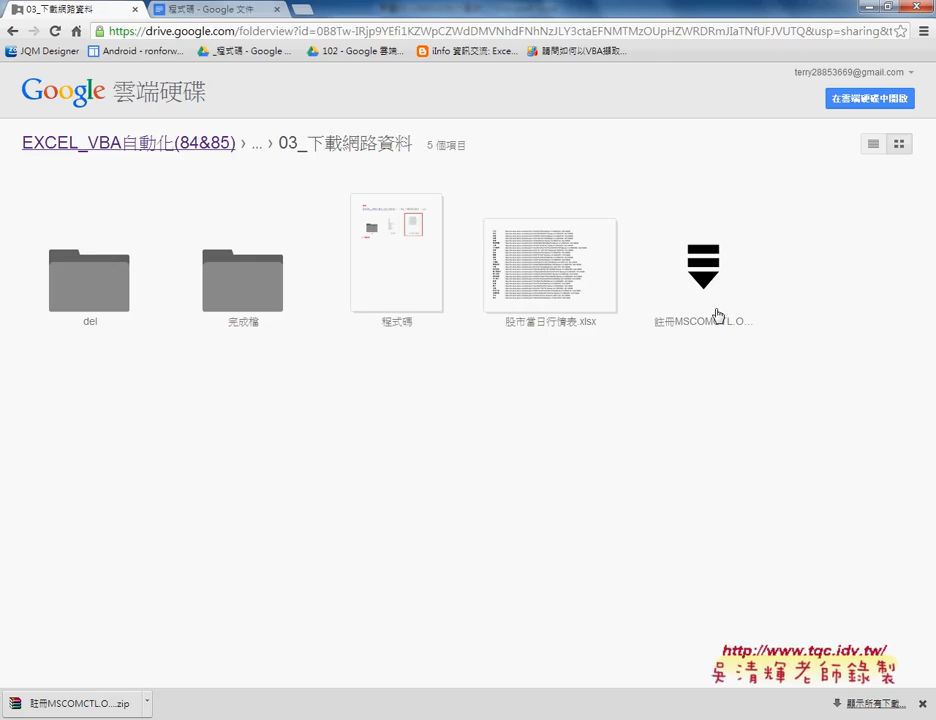 03_下載網路資料
程式碼 - Google 文件
https://drive.google.com/folderview?id=0B8Tw-IRjp9YEfi1KZWpCZWdDMVNhdFNhNzJLY3ctaEFNMTMzOUpHZWRDRmJIaTNfUFJVUTQ&usp=sharing&t
JQM Designer
Android - ronforw...
_程式碼 - Google ...
102 - Google 雲端...
iInfo 資訊交流: Exce...
請問如何以VBA擷取...
terry28853669@gmail.com
Google 雲端硬碟
在雲端硬碟中開啟
EXCEL_VBA自動化(84&85) › ... › 03_下載網路資料 5 個項目
del
完成檔
程式碼
股市當日行情表.xlsx
註冊MSCOMCTL.O...
http://www.tqc.idv.tw/
吳清輝老師錄製
註冊MSCOMCTL.O....zip
顯示所有下載...